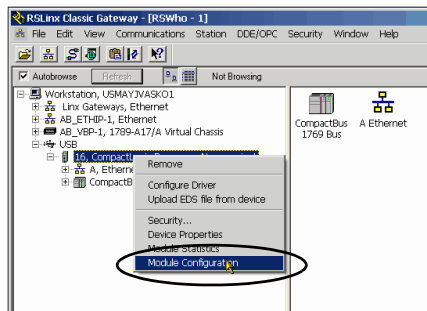 RSLinx Classic Gateway - [RSWho - 1]
File Edit View Communications Station DDE/OPC Security Window Help
Autobrowse Refresh Not Browsing
Workstation, USMAYJVASKO1
Linx Gateways, Ethernet
AB_ETHIP-1, Ethernet
AB_VBP-1, 1789-A17/A Virtual Chassis
USB
16,
A, Etherne
CompactB
Remove
Configure Driver
Upload EDS file from device
Security...
Device Properties
Module Statistics
Module Configuration
CompactBus
1769 Bus
A Ethernet